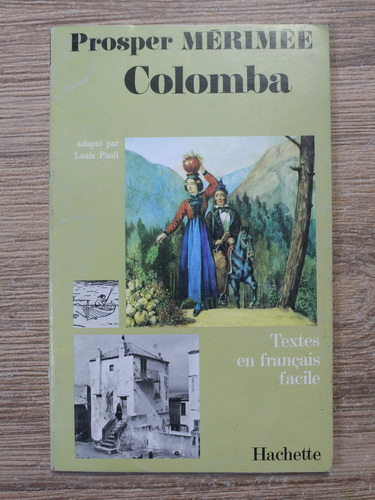 Prosper MÉRIMÉE
Colomba
adapté par
Louis Paoli
Textes
en français
facile
Hachette